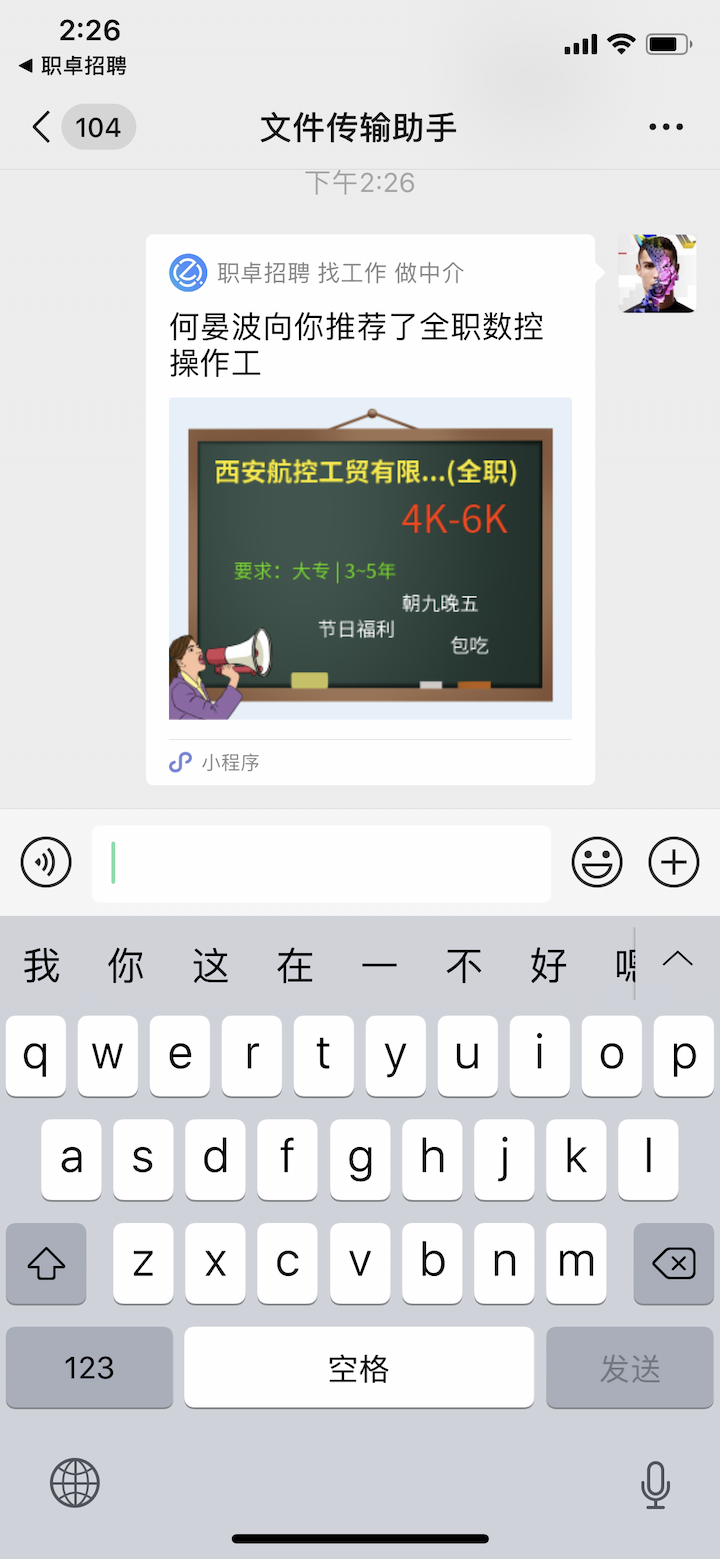 2:26
◀ 职卓招聘
104
文件传输助手
下午2:26
职卓招聘 找工作 做中介
何晏波向你推荐了全职数控
操作工
西安航控工贸有限...(全职)
4K-6K
要求：大专|3~5年
朝九晚五
节日福利
包吃
小程序
我 你 这 在 一 不 好 嗯
q w e r t y u i o p
a s d f g h j k l
z x c v b n m
123 空格 发送